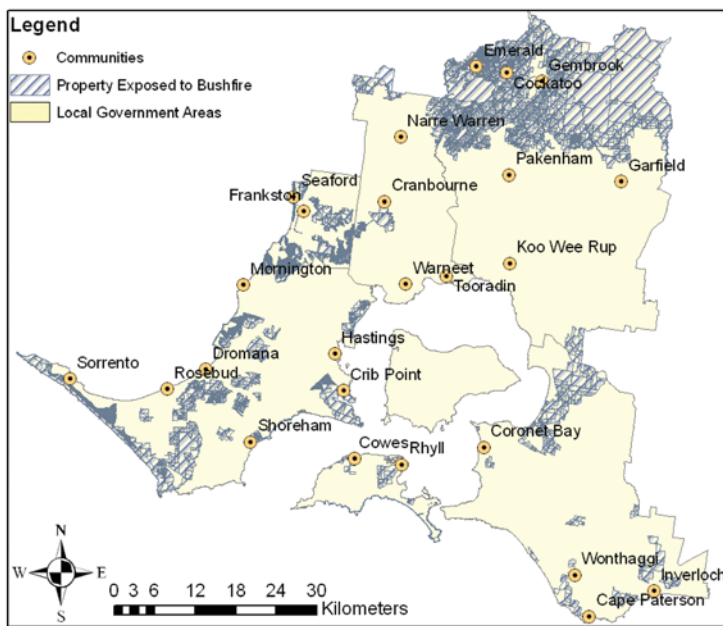 Legend
Communities
Property Exposed to Bushfire
Local Government Areas
Emerald
Gembrook
Cockatoo
Narre Warren
Pakenham
Garfield
Seaford
Cranbourne
Frankston
Koo Wee Rup
Mornington
Warneet
Tooradin
Hastings
Dromana
Sorrento
Rosebud
Crib Point
Shoreham
Cowes
Rhyll
Coronet Bay
Wonthaggi
Inverloch
Cape Paterson
N
W E
S
0 3 6 12 18 24 30
Kilometers